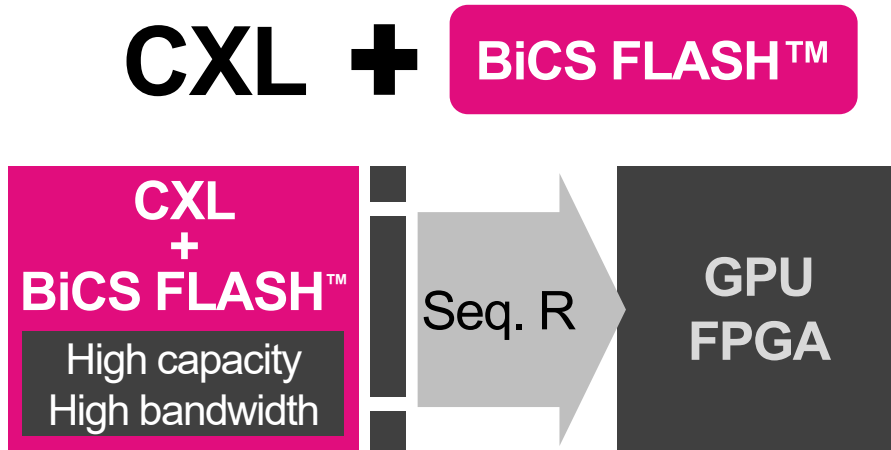 CXL + BiCS FLASH™
CXL
+
BiCS FLASH™
High capacity
High bandwidth
Seq. R
GPU
FPGA